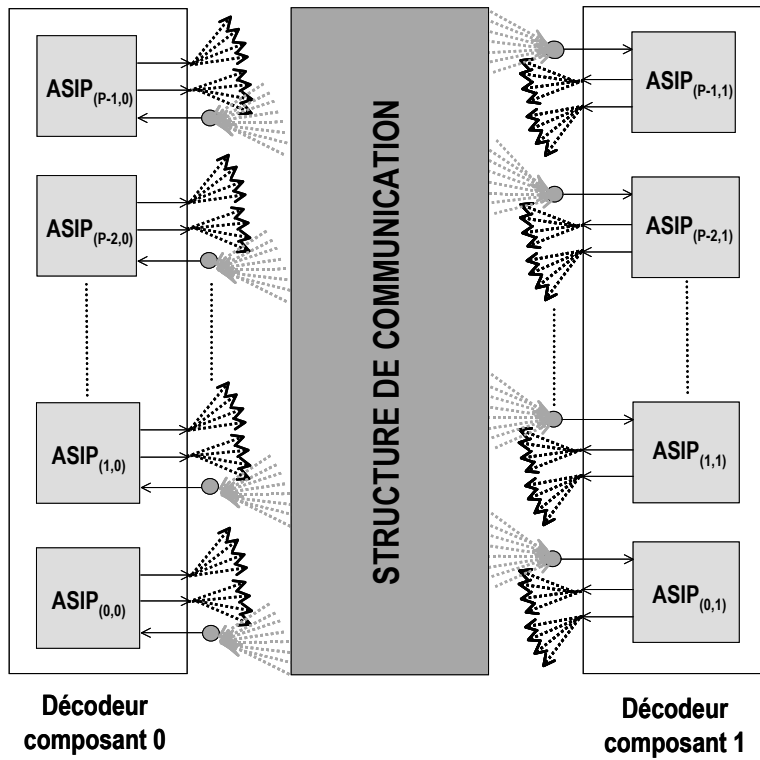 ASIP(P-1,0)
ASIP(P-2,0)
ASIP(1,0)
ASIP(0,0)
Décodeur
composant 0
STRUCTURE DE COMMUNICATION
ASIP(P-1,1)
ASIP(P-2,1)
ASIP(1,1)
ASIP(0,1)
Décodeur
composant 1